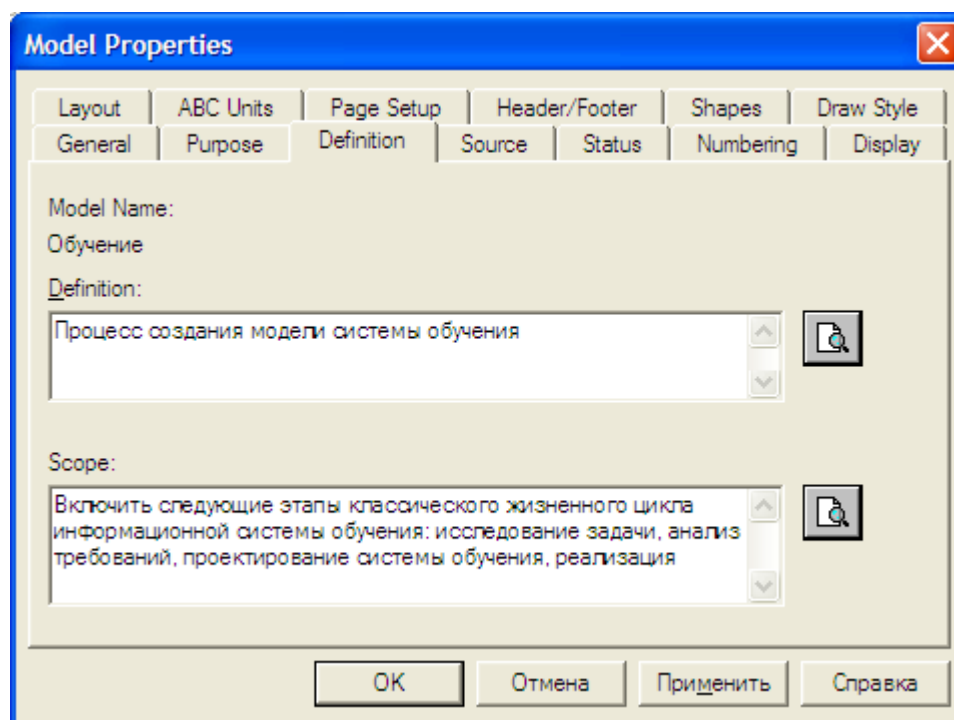 Model Properties
Layout ABC Units Page Setup Header/Footer Shapes Draw Style
General Purpose Definition Source Status Numbering Display
Model Name:
Обучение
Definition:
Процесс создания модели системы обучения
Scope:
Включить следующие этапы классического жизненного цикла
информационной системы обучения: исследование задачи, анализ
требований, проектирование системы обучения, реализация
OK Отмена Применить Справка